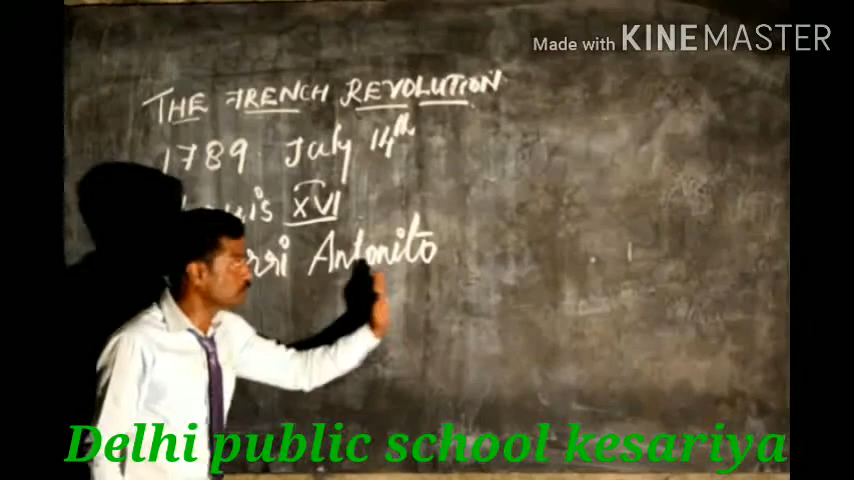 Made with KINEMASTER
THE FRENCH REVOLUTION
1789 July 14th
XVI
Antonito
Delhi public school kesariya